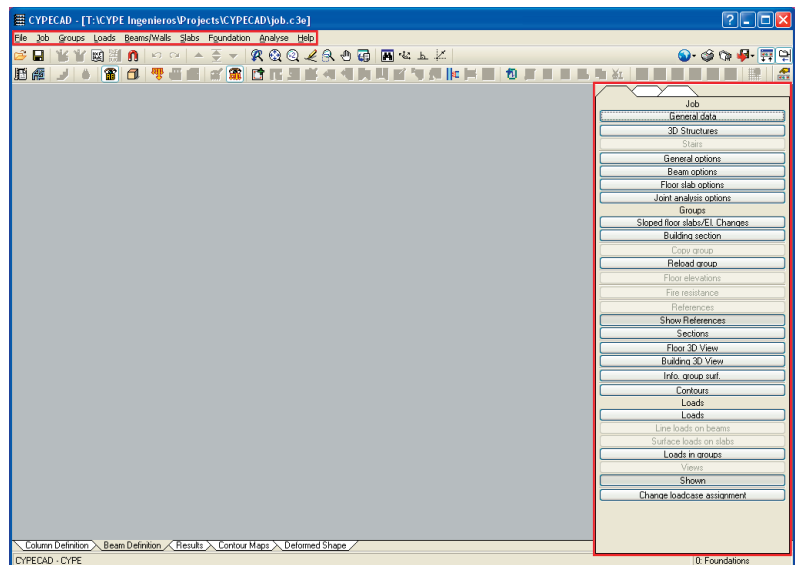 CYPECAD - [T:\CYPE Ingenieros\Projects\CYPECAD\job.c3e]
File Job Groups Loads Beams/Walls Slabs Foundation Analyse Help
Job
General data
3D Structures
Stairs
General options
Beam options
Floor slab options
Joint analysis options
Groups
Sloped floor slabs/El. Changes
Building section
Copy group
Reload group
Floor elevations
Fire resistance
References
Show References
Sections
Floor 3D View
Building 3D View
Info. group surf.
Contours
Loads
Loads
Line loads on beams
Surface loads on slabs
Loads in groups
Views
Shown
Change loadcase assignment
Column Definition Beam Definition Results Contour Maps Deformed Shape
CYPECAD - CYPE 0: Foundations